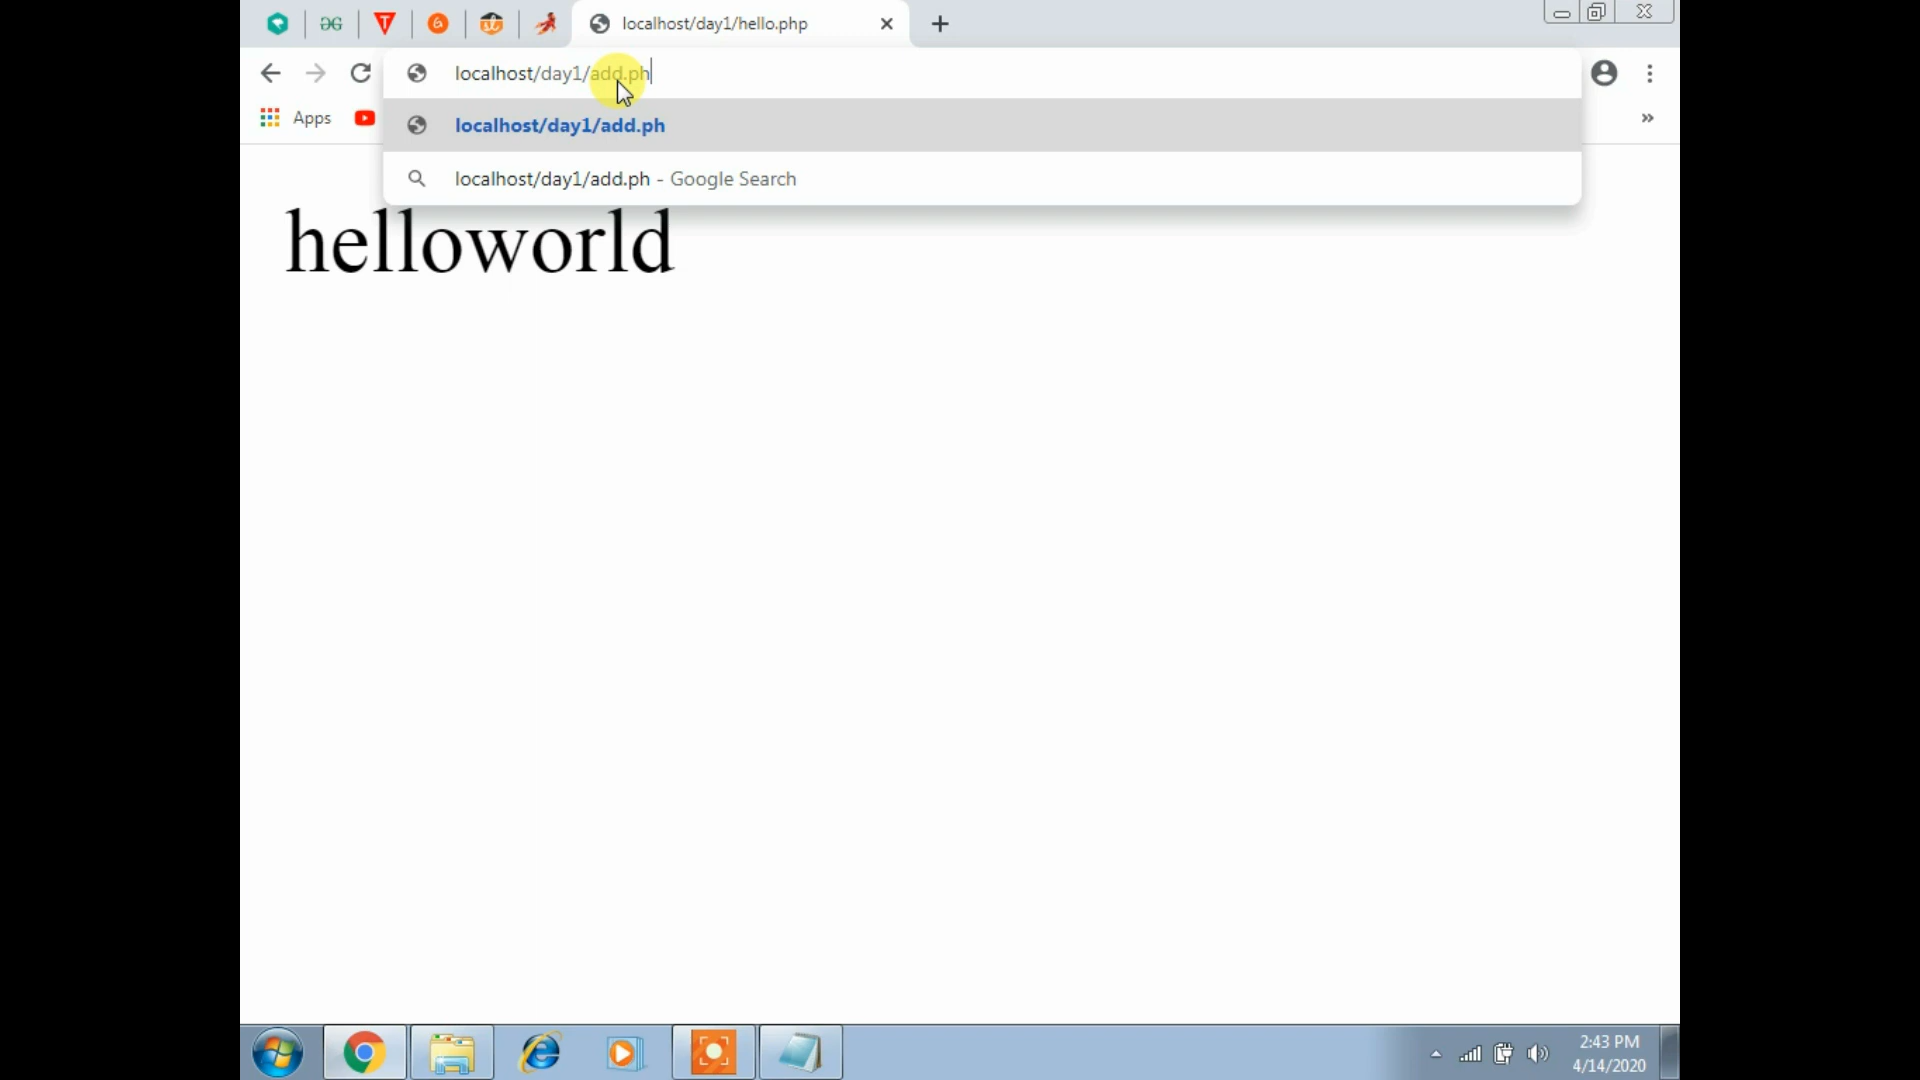 localhost/day1/hello.php
localhost/day1/add.ph
Apps
localhost/day1/add.ph
localhost/day1/add.ph - Google Search
helloworld
2:43 PM
4/14/2020